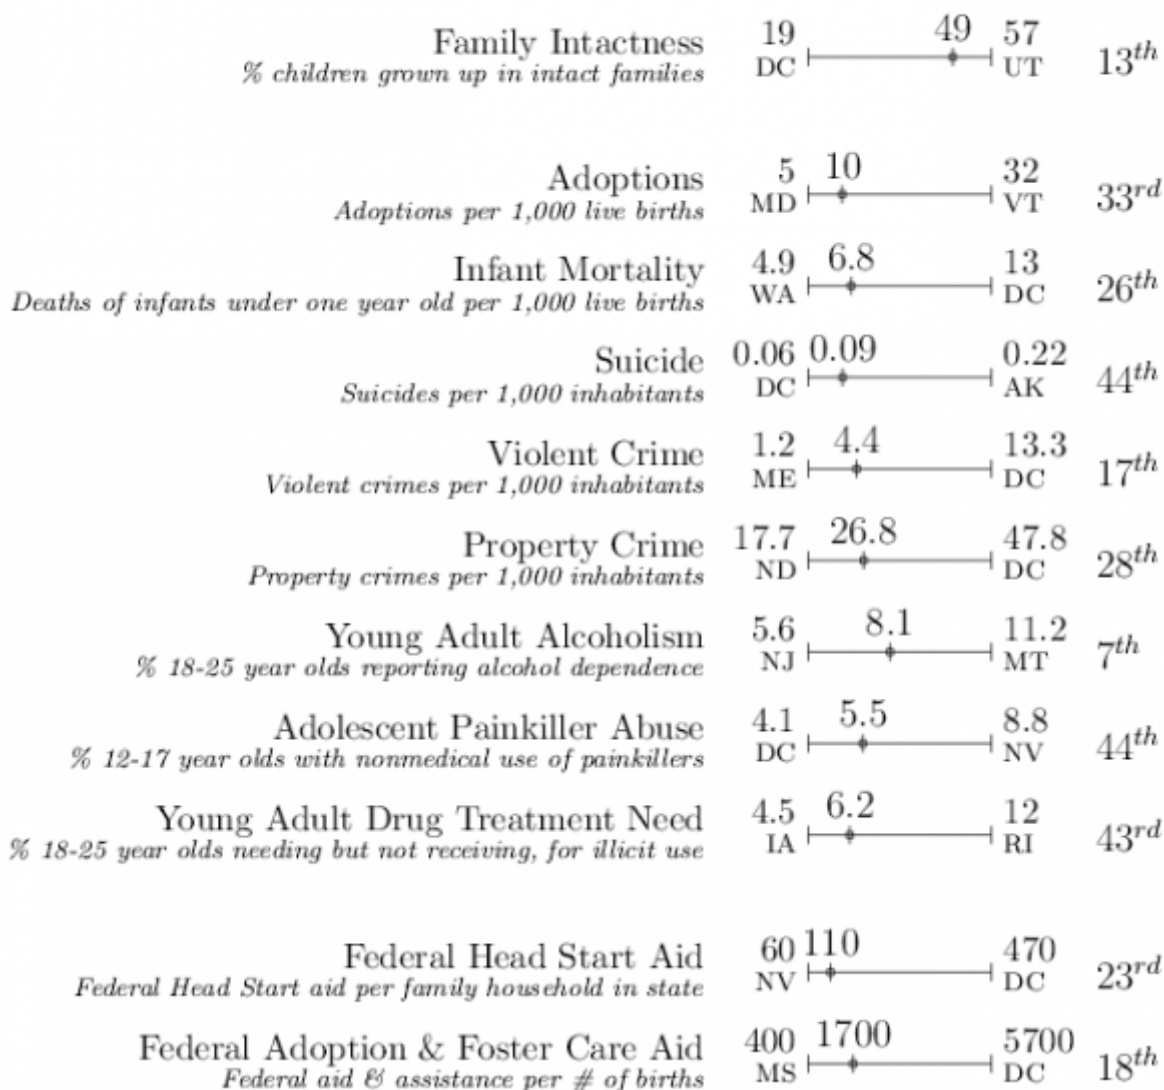 Family Intactness 19 49 57
% children grown up in intact families DC UT 13th
Adoptions 5 10 32
Adoptions per 1,000 live births MD VT 33rd
Infant Mortality 4.9 6.8 13
Deaths of infants under one year old per 1,000 live births WA DC 26th
Suicide 0.06 0.09 0.22
Suicides per 1,000 inhabitants DC AK 44th
Violent Crime 1.2 4.4 13.3
Violent crimes per 1,000 inhabitants ME DC 17th
Property Crime 17.7 26.8 47.8
Property crimes per 1,000 inhabitants ND DC 28th
Young Adult Alcoholism 5.6 8.1 11.2
% 18-25 year olds reporting alcohol dependence NJ MT 7th
Adolescent Painkiller Abuse 4.1 5.5 8.8
% 12-17 year olds with nonmedical use of painkillers DC NV 44th
Young Adult Drug Treatment Need 4.5 6.2 12
% 18-25 year olds needing but not receiving, for illicit use IA RI 43rd
Federal Head Start Aid 60 110 470
Federal Head Start aid per family household in state NV DC 23rd
Federal Adoption & Foster Care Aid 400 1700 5700
Federal aid & assistance per # of births MS DC 18th